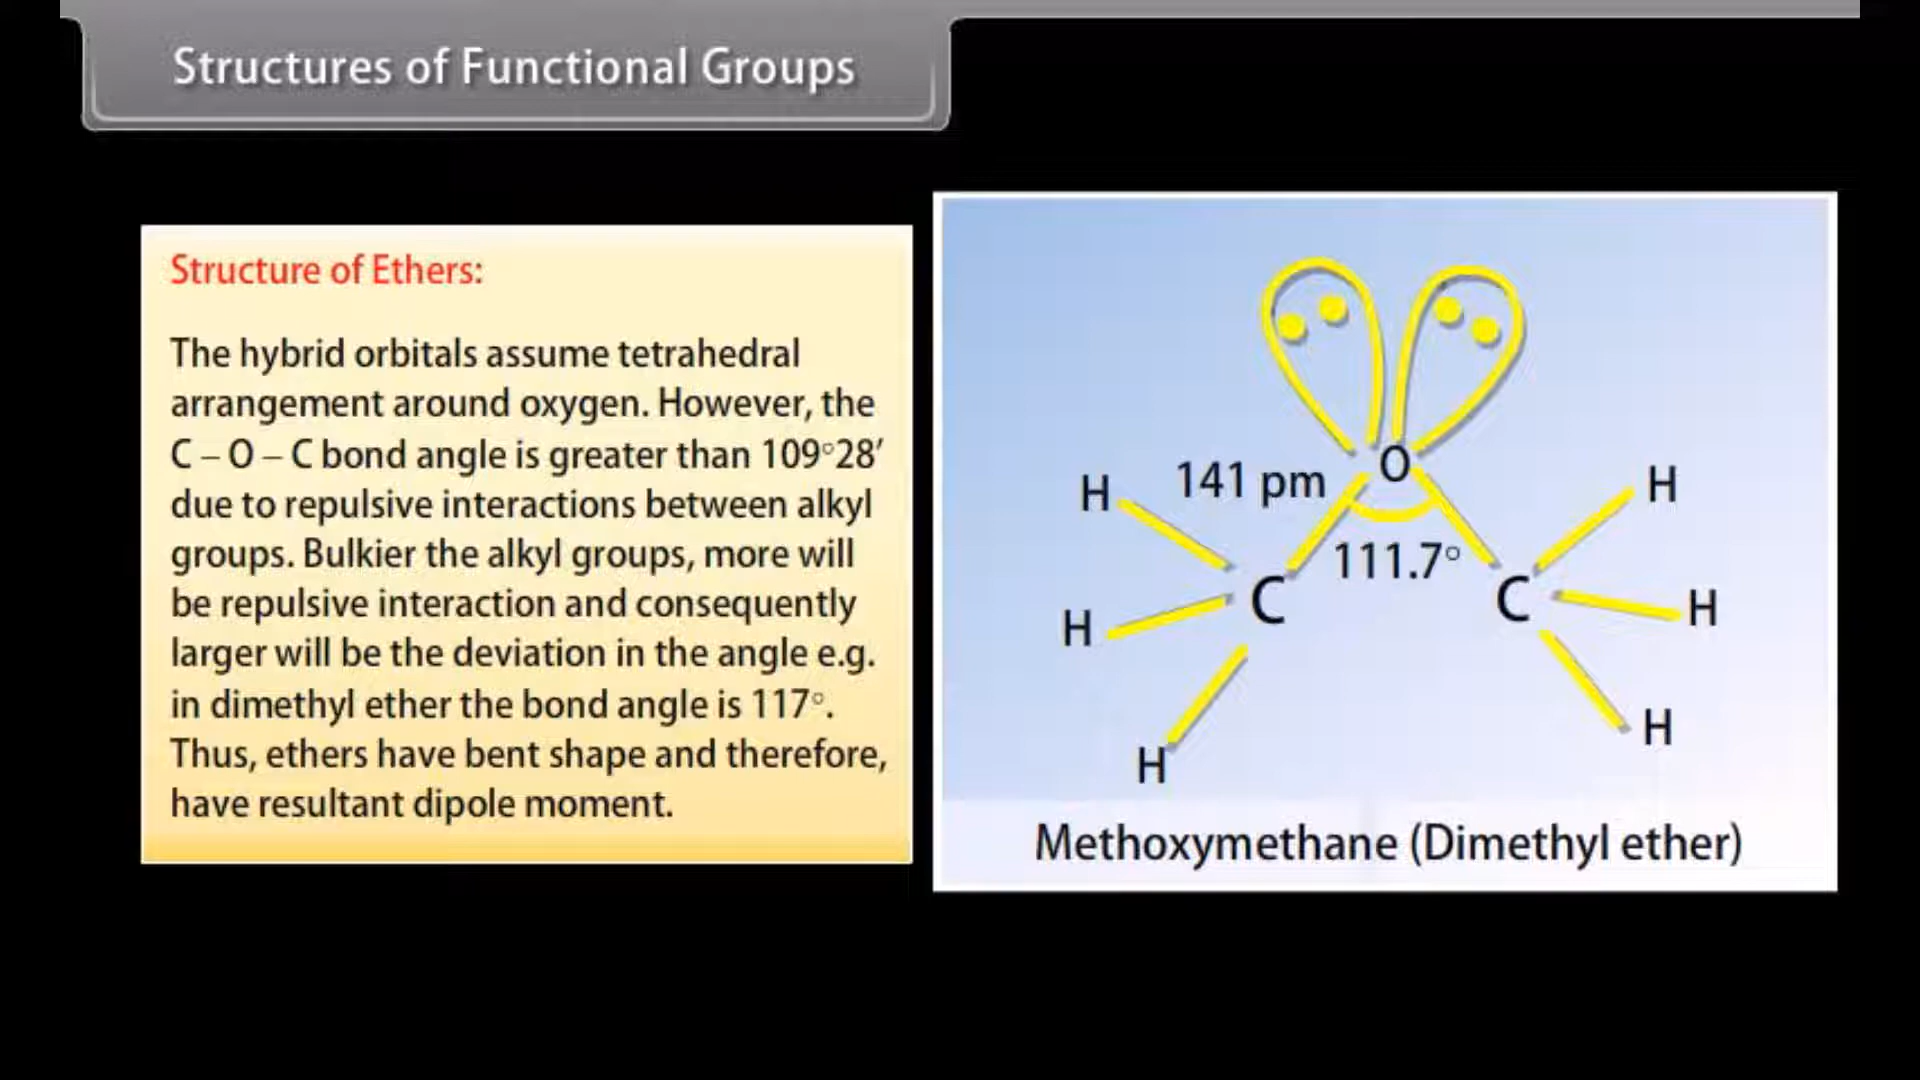 Structures of Functional Groups
Structure of Ethers:
The hybrid orbitals assume tetrahedral
arrangement around oxygen. However, the
C – O – C bond angle is greater than 109°28′
due to repulsive interactions between alkyl
groups. Bulkier the alkyl groups, more will
be repulsive interaction and consequently
larger will be the deviation in the angle e.g.
in dimethyl ether the bond angle is 117°.
Thus, ethers have bent shape and therefore,
have resultant dipole moment.
O
H 141 pm H
111.7°
C C
H H
H H
Methoxymethane (Dimethyl ether)